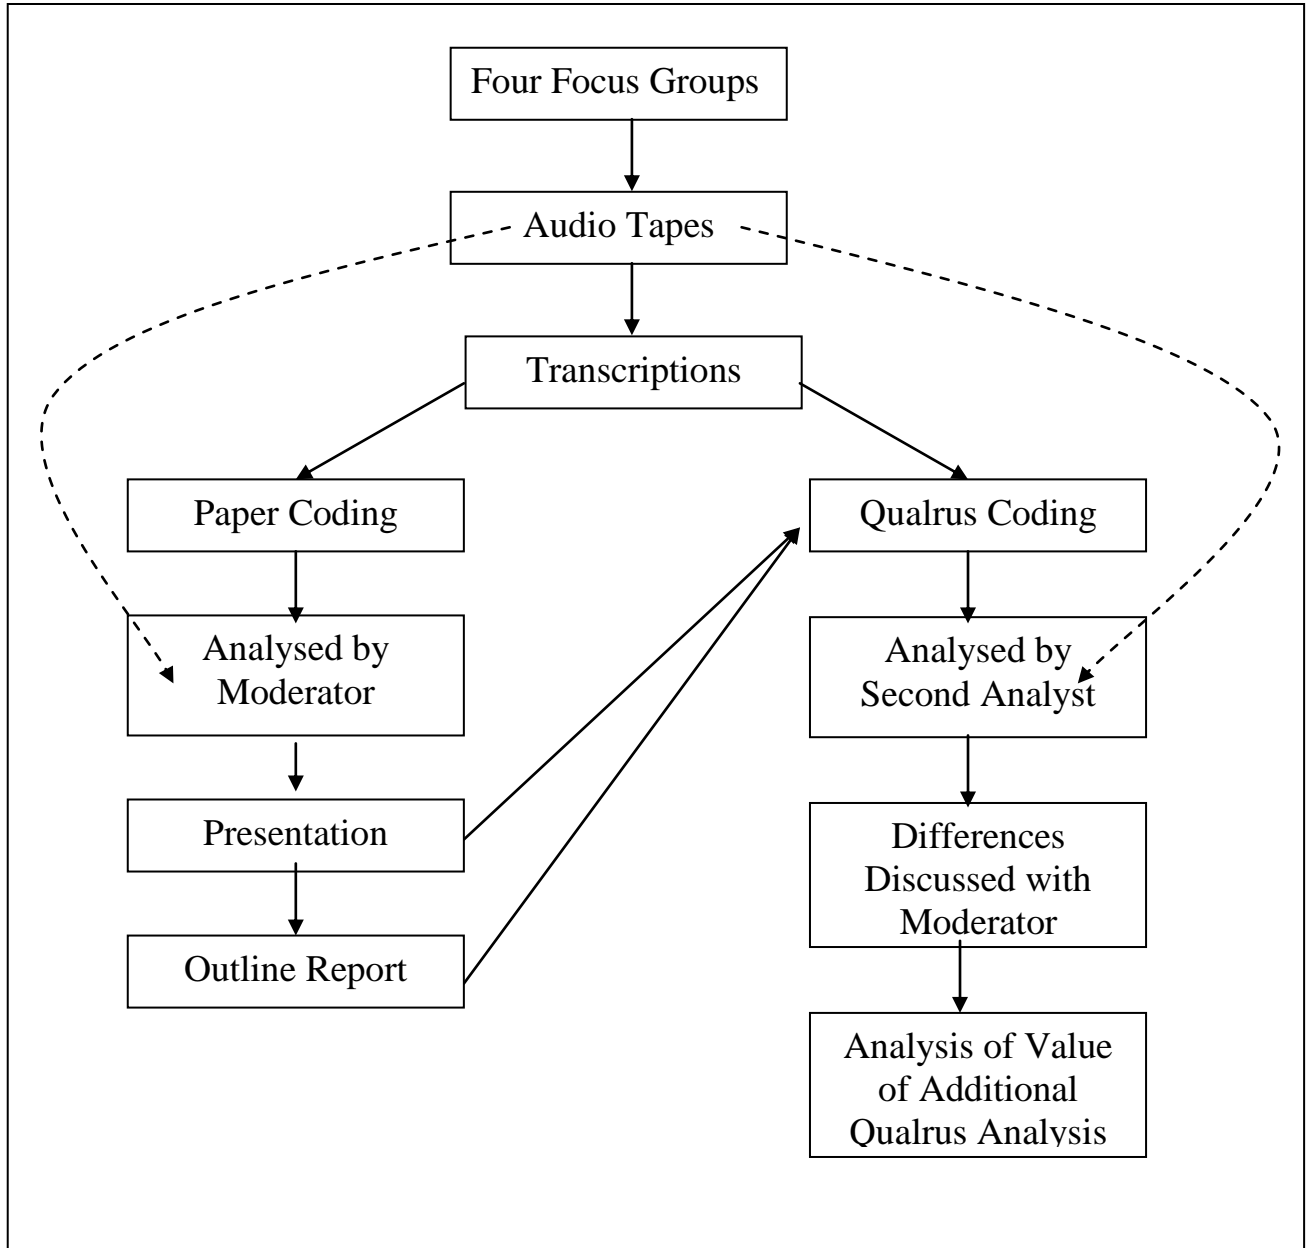 Four Focus Groups
Audio Tapes
Transcriptions
Paper Coding
Qualrus Coding
Analysed by
Moderator
Analysed by
Second Analyst
Presentation
Differences
Discussed with
Moderator
Outline Report
Analysis of Value
of Additional
Qualrus Analysis